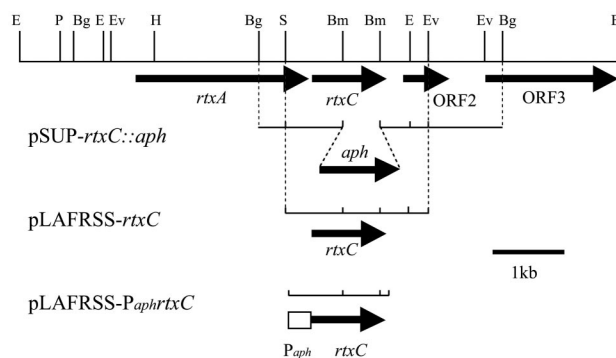 E P Bg E Ev H Bg S Bm Bm E Ev Ev Bg E
rtxA rtxC ORF2 ORF3
pSUP-rtxC::aph
aph
pLAFRSS-rtxC
rtxC
1kb
pLAFRSS-PaphrtxC
Paph rtxC